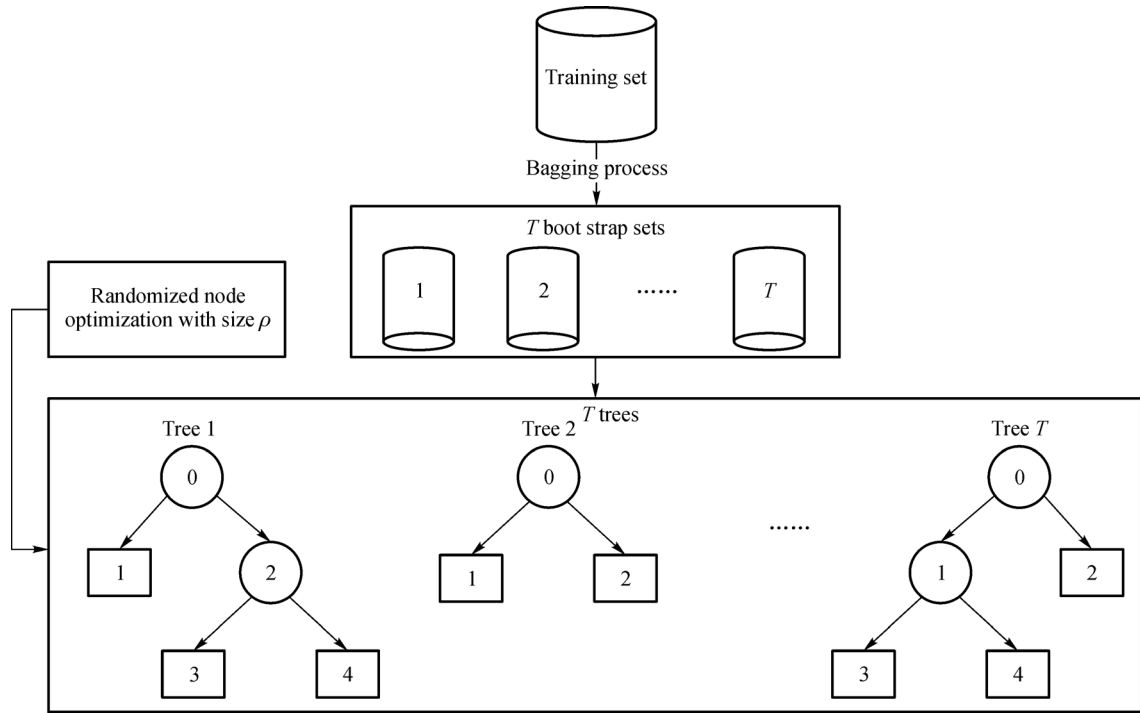 Training set
Bagging process
T boot strap sets
1
2
......
T
Randomized node
optimization with size ρ
T trees
Tree 1
Tree 2
Tree T
0
0
0
......
1
2
1
2
1
2
3
4
3
4